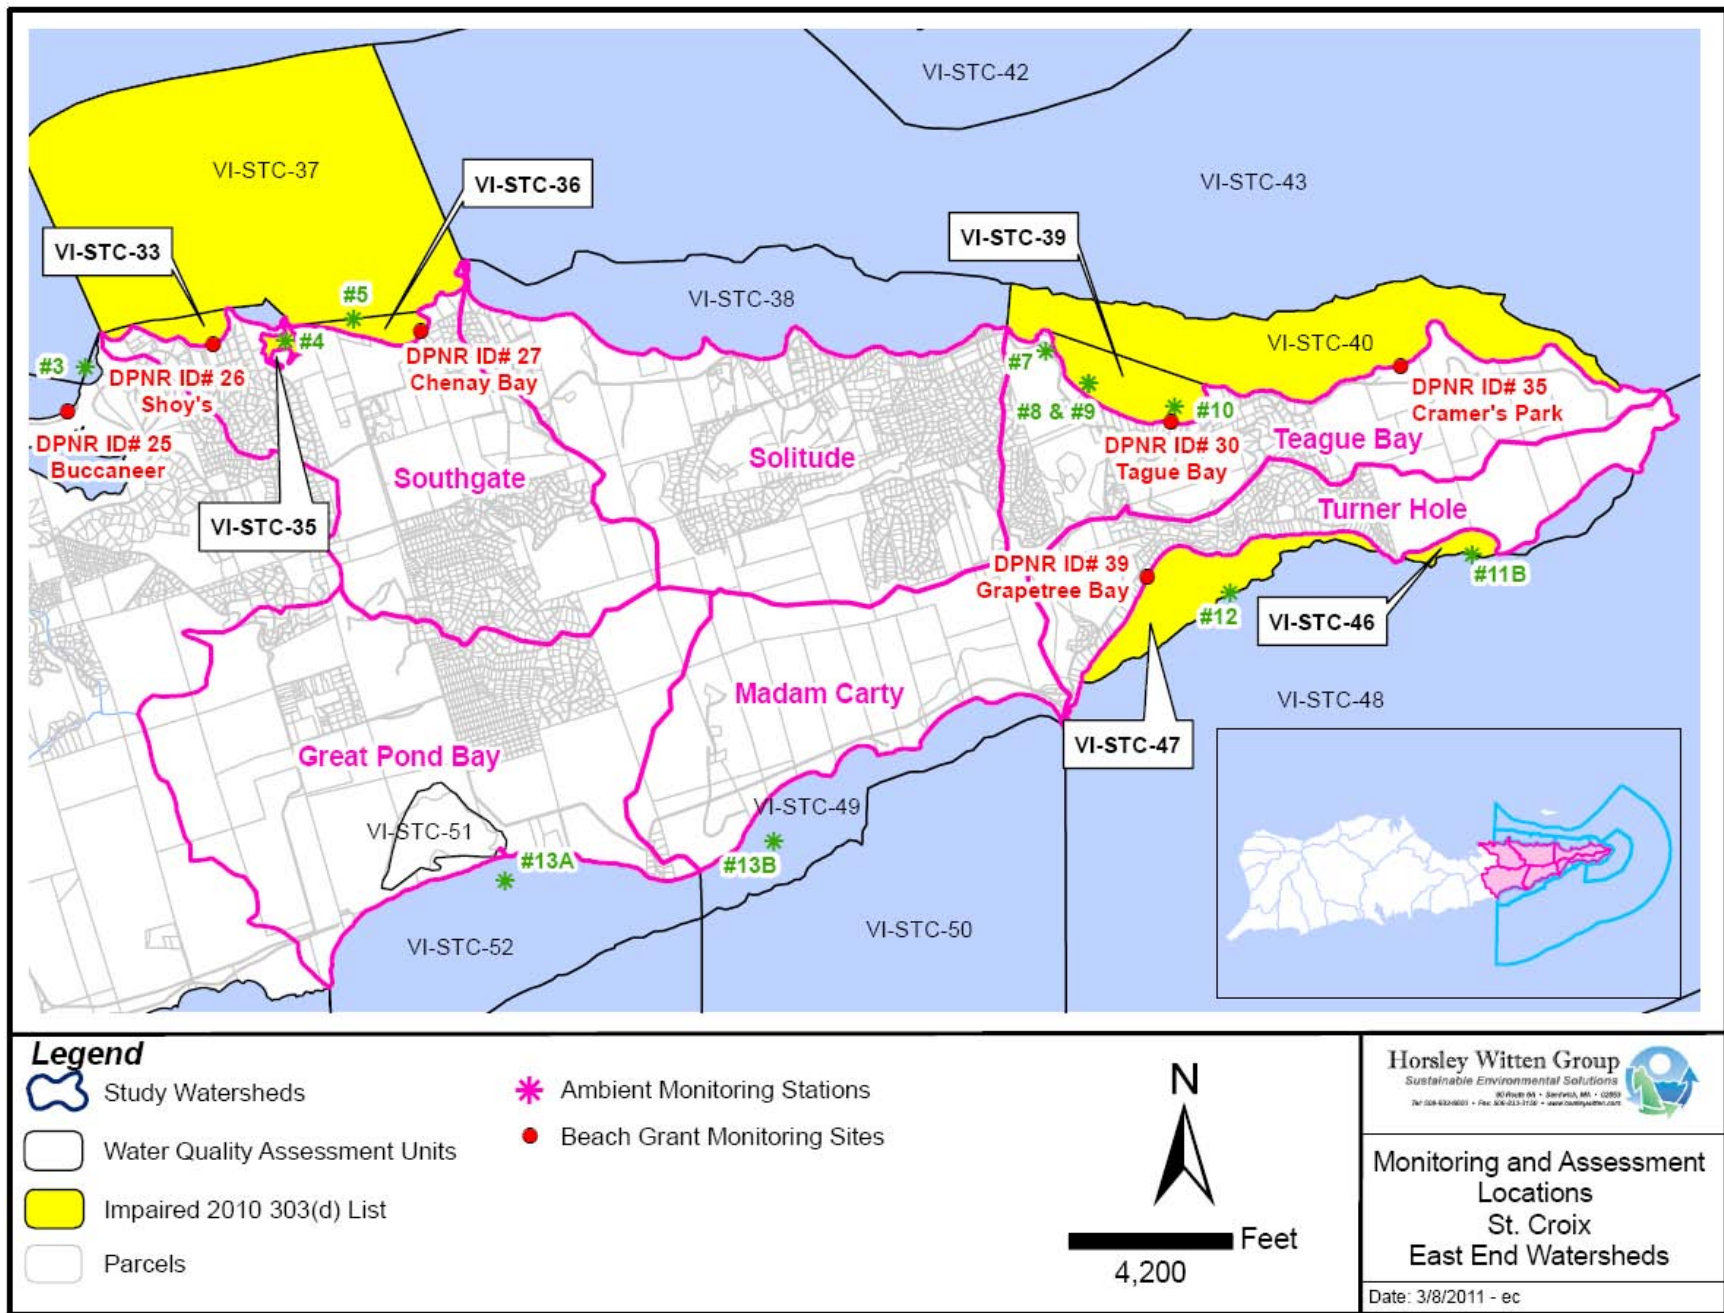 VI-STC-42
VI-STC-37
VI-STC-36
VI-STC-43
VI-STC-33
VI-STC-39
#5
VI-STC-38
#3
#4
DPNR ID# 26
Shoy's
DPNR ID# 27
Chenay Bay
#7
VI-STC-40
#8 & #9
#10
DPNR ID# 35
Cramer's Park
DPNR ID# 25
Buccaneer
DPNR ID# 30
Tague Bay
Teague Bay
Southgate
Solitude
VI-STC-35
Turner Hole
DPNR ID# 39
Grapetree Bay
#11B
#12
VI-STC-46
Madam Carty
VI-STC-48
Great Pond Bay
VI-STC-47
VI-STC-51
VI-STC-49
#13A
#13B
VI-STC-52
VI-STC-50
Legend
Study Watersheds
Water Quality Assessment Units
Impaired 2010 303(d) List
Parcels
Ambient Monitoring Stations
Beach Grant Monitoring Sites
N
Feet
4,200
Horsley Witten Group
Sustainable Environmental Solutions
Monitoring and Assessment
Locations
St. Croix
East End Watersheds
Date: 3/8/2011 - ec